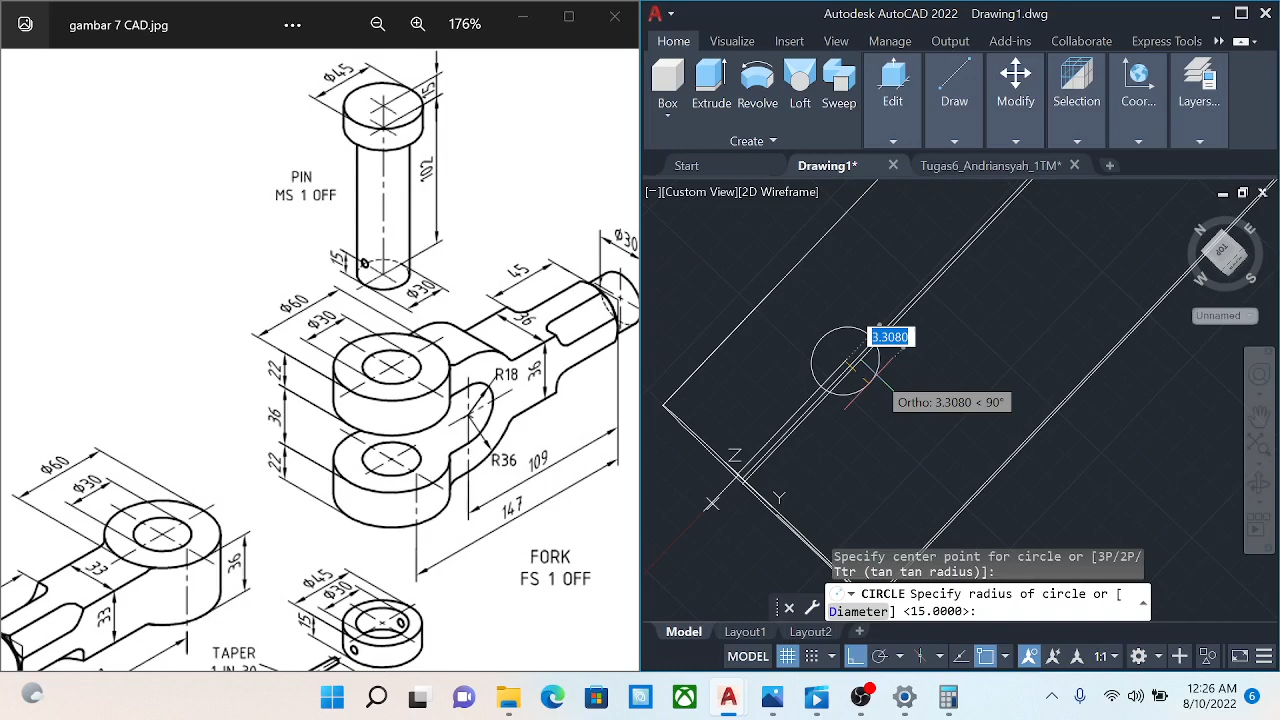 gambar 7 CAD.jpg
176%
Ø45
15
102
PIN
MS 1 OFF
15
Ø30
Ø60
Ø30
22
36
22
45
36
Ø30
36
R18
R36
109
147
FORK
FS 1 OFF
Ø60
Ø30
33
33
36
Ø45
Ø30
15
TAPER
1 IN 30
Autodesk AutoCAD 2022 Drawing1.dwg
Home Visualize Insert View Manage Output Add-ins Collaborate Express Tools
Box Extrude Revolve Loft Sweep Edit Draw Modify Selection Coor... Layers...
Create
Start Drawing1* Tugas6_Andriansyah_1TM*
[−][Custom View][2D Wireframe]
N
E
TOP
W
S
Unnamed
3.3080
Ortho: 3.3080 < 90°
Z
Y
X
Specify center point for circle or [3P/2P/
Ttr (tan tan radius)]:
CIRCLE Specify radius of circle or [
Diameter] <15.0000>:
Model Layout1 Layout2
MODEL 1:1
12:26 AM
8/10/2022
6